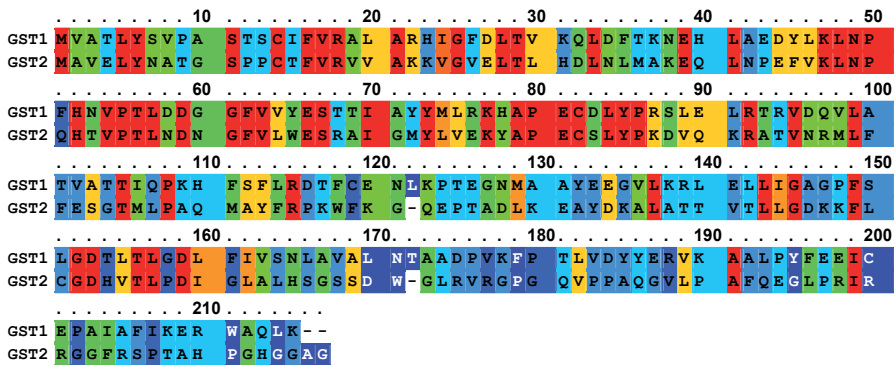 . . . . . . . . 10 . . . . . . . . 20 . . . . . . . . 30 . . . . . . . . 40 . . . . . . . . 50
GST1 MVATLYSVPA STSCIFVRAL ARHIGFDLTV KQLDFTKNEH LAEDYLKLNP
GST2 MAVELYNATG SPPCTFVRVV AKKVGVELTL HDLNLMAKEQ LNPEFVKLNP
. . . . . . . . 60 . . . . . . . . 70 . . . . . . . . 80 . . . . . . . . 90 . . . . . . . . 100
GST1 FHNVPTLDDG GFVVYESTTI AYYMLRKHAP ECDLYPRSLE LRTRVDQVLA
GST2 QHTVPTLNDN GFVLWESRAI GMYLVEKYAP ECSLYPKDVQ KRATVNRMLF
. . . . . . . . 110 . . . . . . . . 120 . . . . . . . . 130 . . . . . . . . 140 . . . . . . . . 150
GST1 TVATTIQPKH FSFLRDTFCE NLKPTEGNMA AYEEGVLKRL ELLIGAGPFS
GST2 FESGTMLPAQ MAYFRPKWFK G-QEPTADLK EAYDKALATT VTLLGDKKFL
. . . . . . . . 160 . . . . . . . . 170 . . . . . . . . 180 . . . . . . . . 190 . . . . . . . . 200
GST1 LGDTLTLGDL FIVSNLAVAL NTAADPVKFP TLVDYYERVK AALPYFEEIC
GST2 CGDHVTLPDI GLALHSGSSD W-GLRVRGPG QVPPAQGVLP AFQEGLPRIR
. . . . . . . . 210 . . . . . .
GST1 EPAIAFIKER WAQLK--
GST2 RGGFRSPTAH PGHGGAG